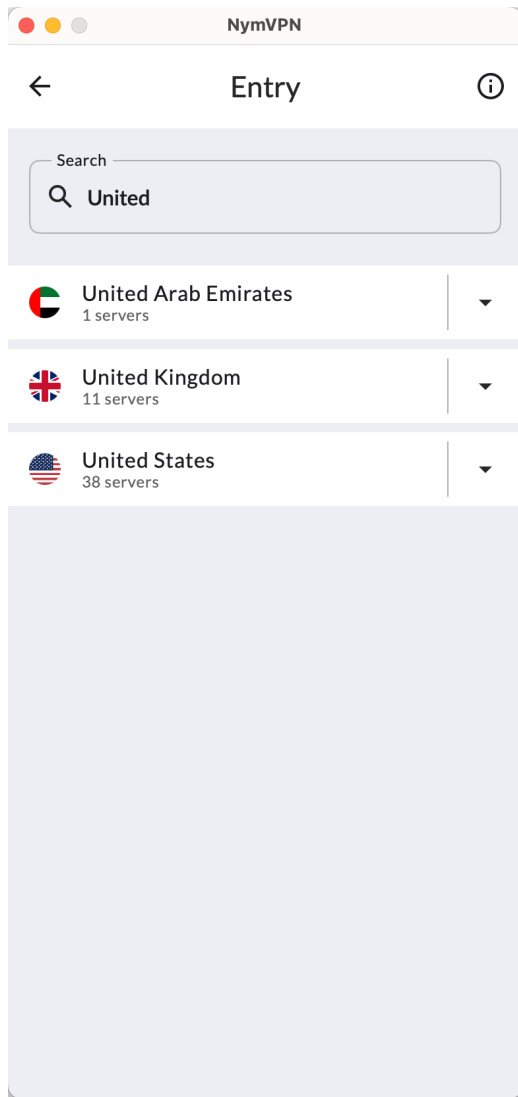 NymVPN
Entry
Search
United
United Arab Emirates
1 servers
United Kingdom
11 servers
United States
38 servers